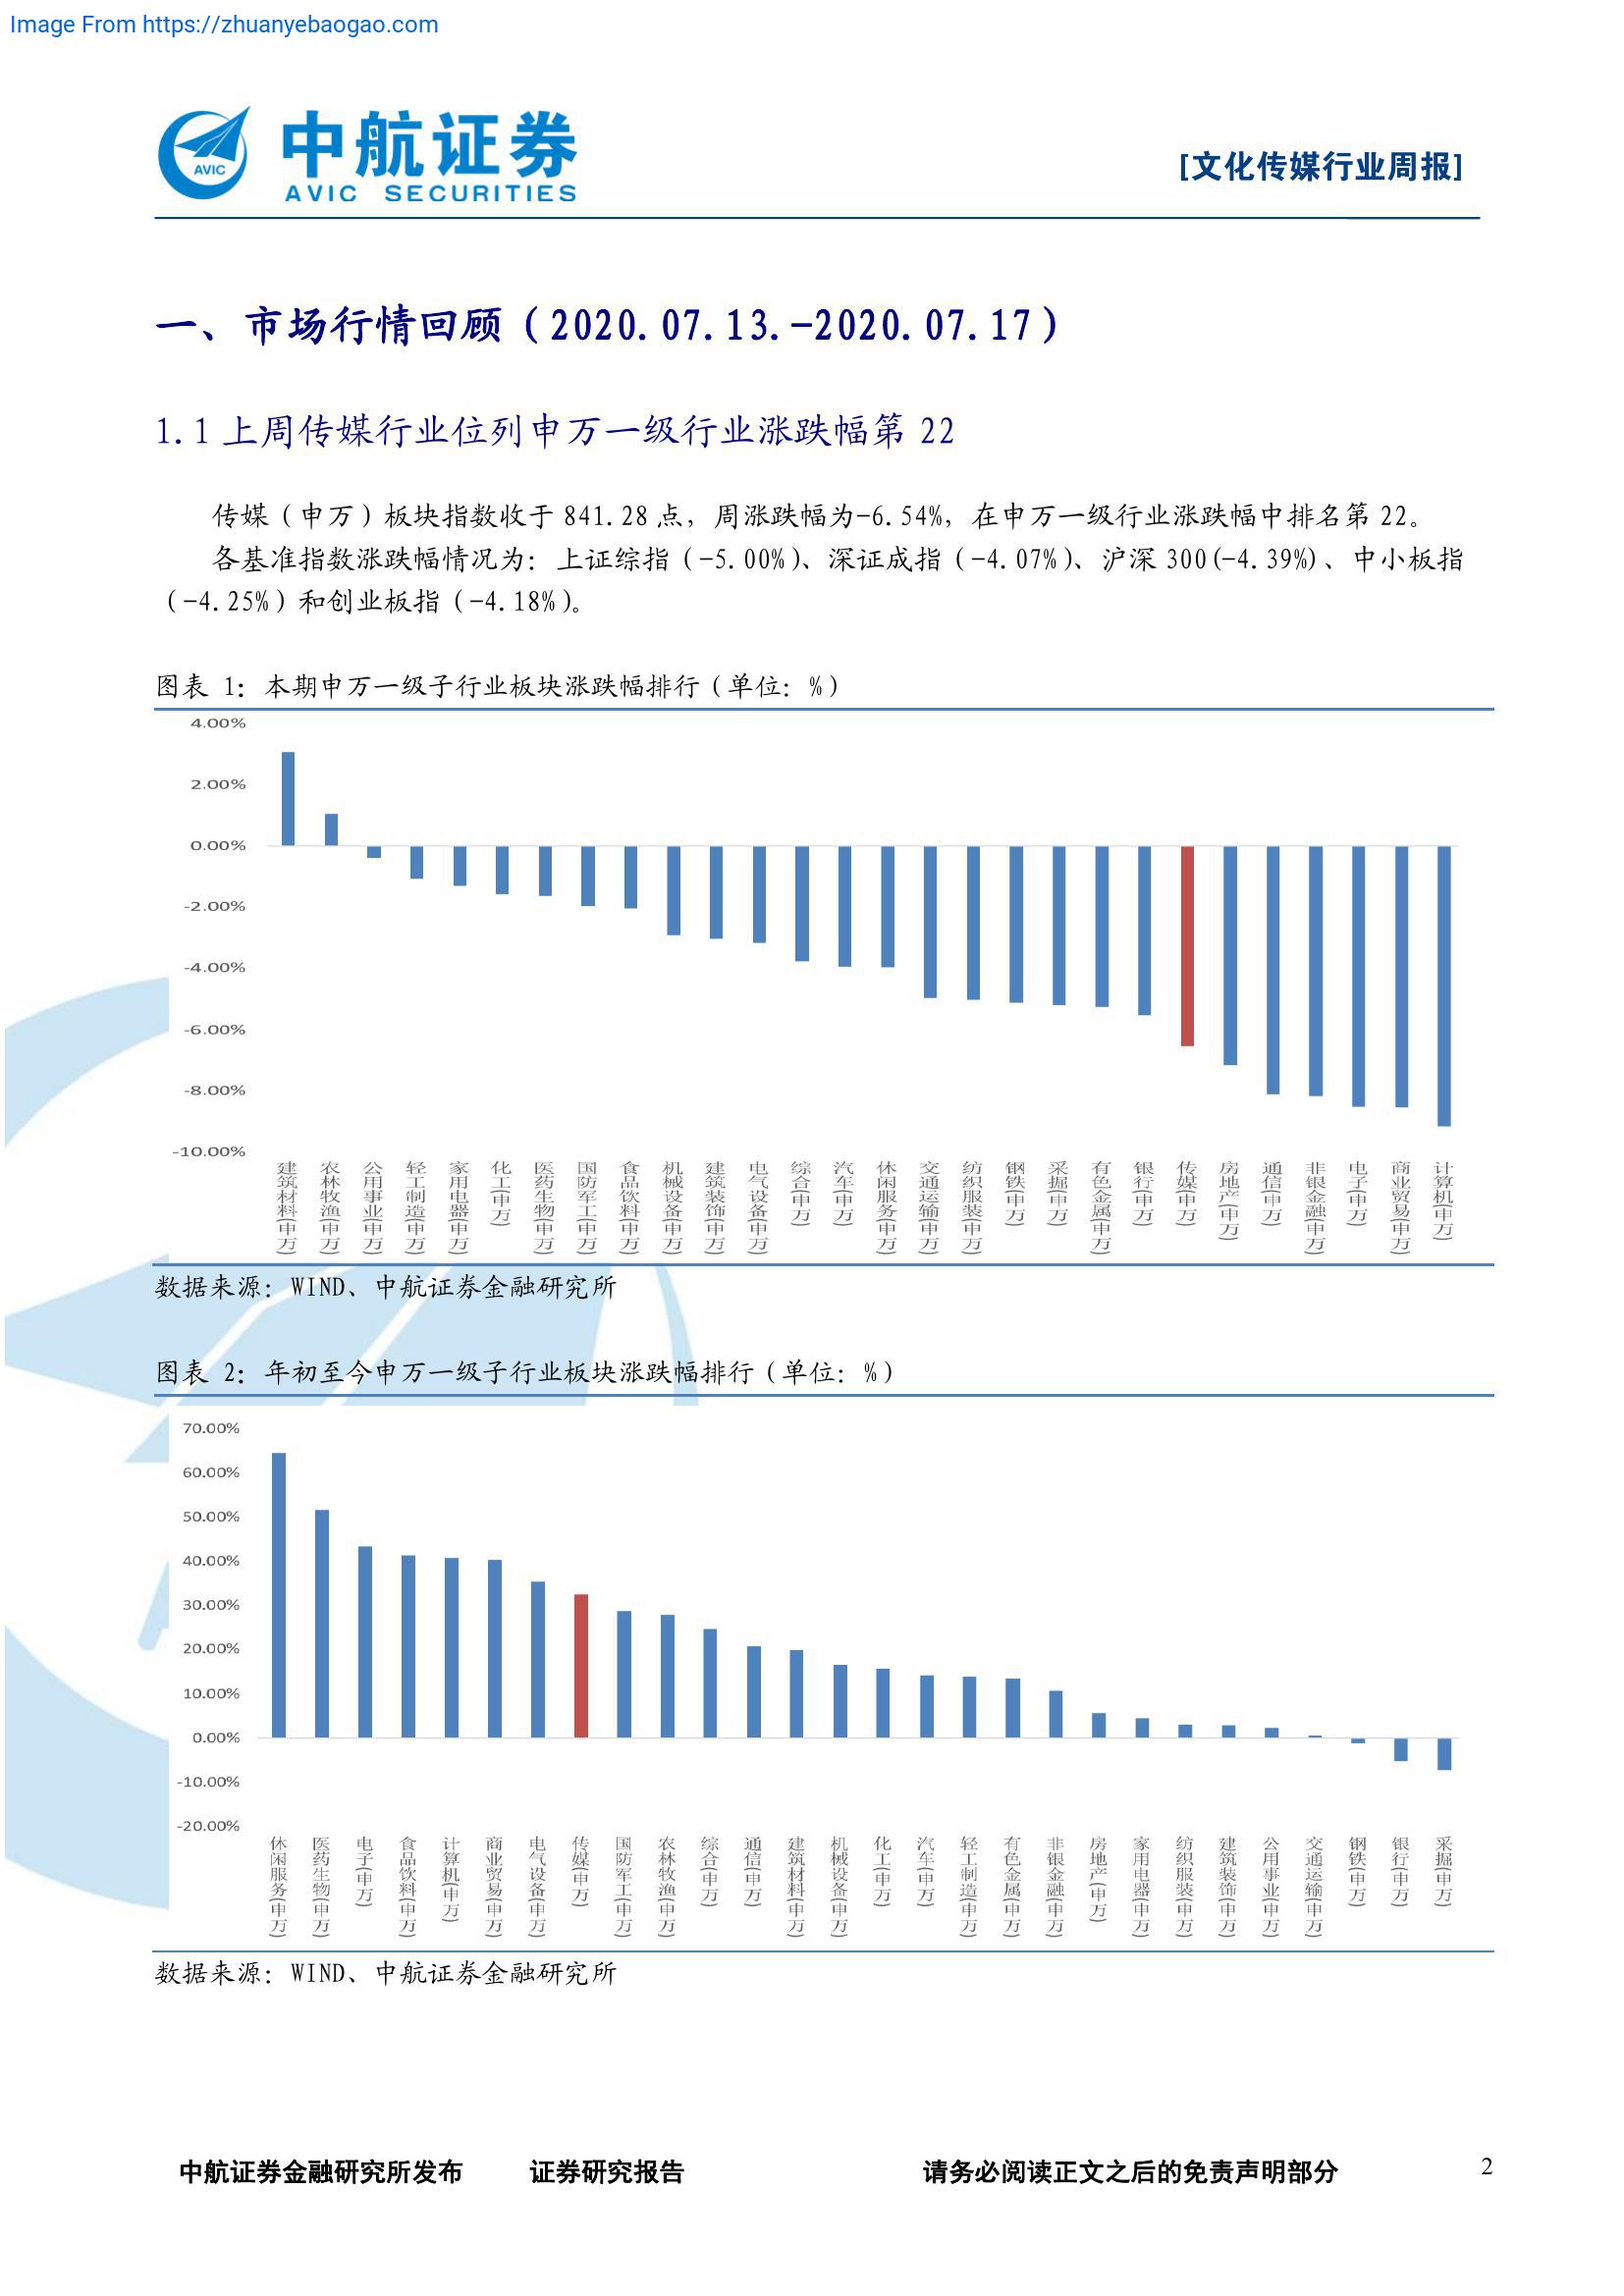 Image From https://zhuanyebaogao.com
AVIC
中航证券
AVIC SECURITIES
[文化传媒行业周报]
一、市场行情回顾（2020.07.13.-2020.07.17）
1.1 上周传媒行业位列申万一级行业涨跌幅第 22
传媒（申万）板块指数收于 841.28 点，周涨跌幅为-6.54%，在申万一级行业涨跌幅中排名第 22。
各基准指数涨跌幅情况为：上证综指（-5.00%）、深证成指（-4.07%）、沪深 300(-4.39%)、中小板指
（-4.25%）和创业板指（-4.18%）。
图表 1：本期申万一级子行业板块涨跌幅排行（单位：%）
4.00%
2.00%
0.00%
-2.00%
-4.00%
-6.00%
-8.00%
-10.00%
建筑材料(申万)
农林牧渔(申万)
公用事业(申万)
轻工制造(申万)
家用电器(申万)
化工(申万)
医药生物(申万)
国防军工(申万)
食品饮料(申万)
机械设备(申万)
建筑装饰(申万)
电气设备(申万)
综合(申万)
汽车(申万)
休闲服务(申万)
交通运输(申万)
纺织服装(申万)
钢铁(申万)
采掘(申万)
有色金属(申万)
银行(申万)
传媒(申万)
房地产(申万)
通信(申万)
非银金融(申万)
电子(申万)
商业贸易(申万)
计算机(申万)
数据来源：WIND、中航证券金融研究所
图表 2：年初至今申万一级子行业板块涨跌幅排行（单位：%）
70.00%
60.00%
50.00%
40.00%
30.00%
20.00%
10.00%
0.00%
-10.00%
-20.00%
休闲服务(申万)
医药生物(申万)
电子(申万)
食品饮料(申万)
计算机(申万)
商业贸易(申万)
电气设备(申万)
传媒(申万)
国防军工(申万)
农林牧渔(申万)
综合(申万)
通信(申万)
建筑材料(申万)
机械设备(申万)
化工(申万)
汽车(申万)
轻工制造(申万)
有色金属(申万)
非银金融(申万)
房地产(申万)
家用电器(申万)
纺织服装(申万)
建筑装饰(申万)
公用事业(申万)
交通运输(申万)
钢铁(申万)
银行(申万)
采掘(申万)
数据来源：WIND、中航证券金融研究所
中航证券金融研究所发布 证券研究报告 请务必阅读正文之后的免责声明部分 2